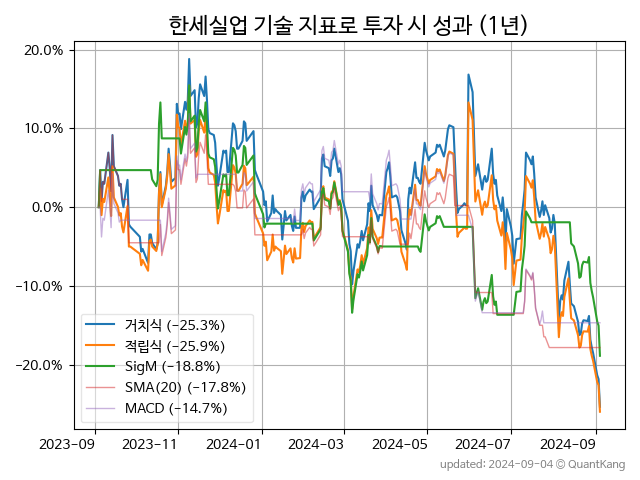 한세실업 기술 지표로 투자 시 성과 (1년)
20.0%
10.0%
0.0%
−10.0%
−20.0%
거치식 (−25.3%)
적립식 (−25.9%)
SigM (−18.8%)
SMA(20) (−17.8%)
MACD (−14.7%)
2023-09 2023-11 2024-01 2024-03 2024-05 2024-07 2024-09
updated: 2024-09-04 © QuantKang